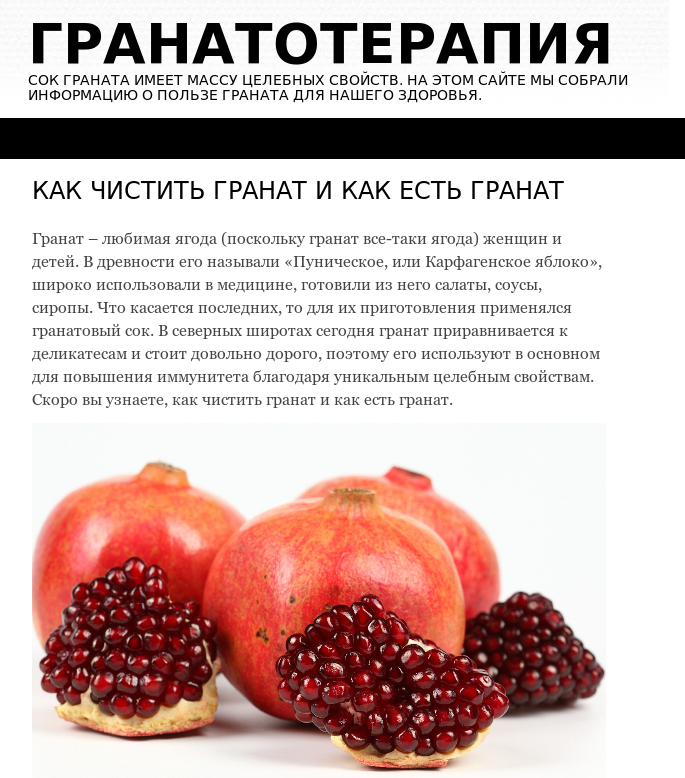 ГРАНАТОТЕРАПИЯ
СОК ГРАНАТА ИМЕЕТ МАССУ ЦЕЛЕБНЫХ СВОЙСТВ. НА ЭТОМ САЙТЕ МЫ СОБРАЛИ
ИНФОРМАЦИЮ О ПОЛЬЗЕ ГРАНАТА ДЛЯ НАШЕГО ЗДОРОВЬЯ.
КАК ЧИСТИТЬ ГРАНАТ И КАК ЕСТЬ ГРАНАТ
Гранат – любимая ягода (поскольку гранат все-таки ягода) женщин и
детей. В древности его называли «Пуническое, или Карфагенское яблоко»,
широко использовали в медицине, готовили из него салаты, соусы,
сиропы. Что касается последних, то для их приготовления применялся
гранатовый сок. В северных широтах сегодня гранат приравнивается к
деликатесам и стоит довольно дорого, поэтому его используют в основном
для повышения иммунитета благодаря уникальным целебным свойствам.
Скоро вы узнаете, как чистить гранат и как есть гранат.